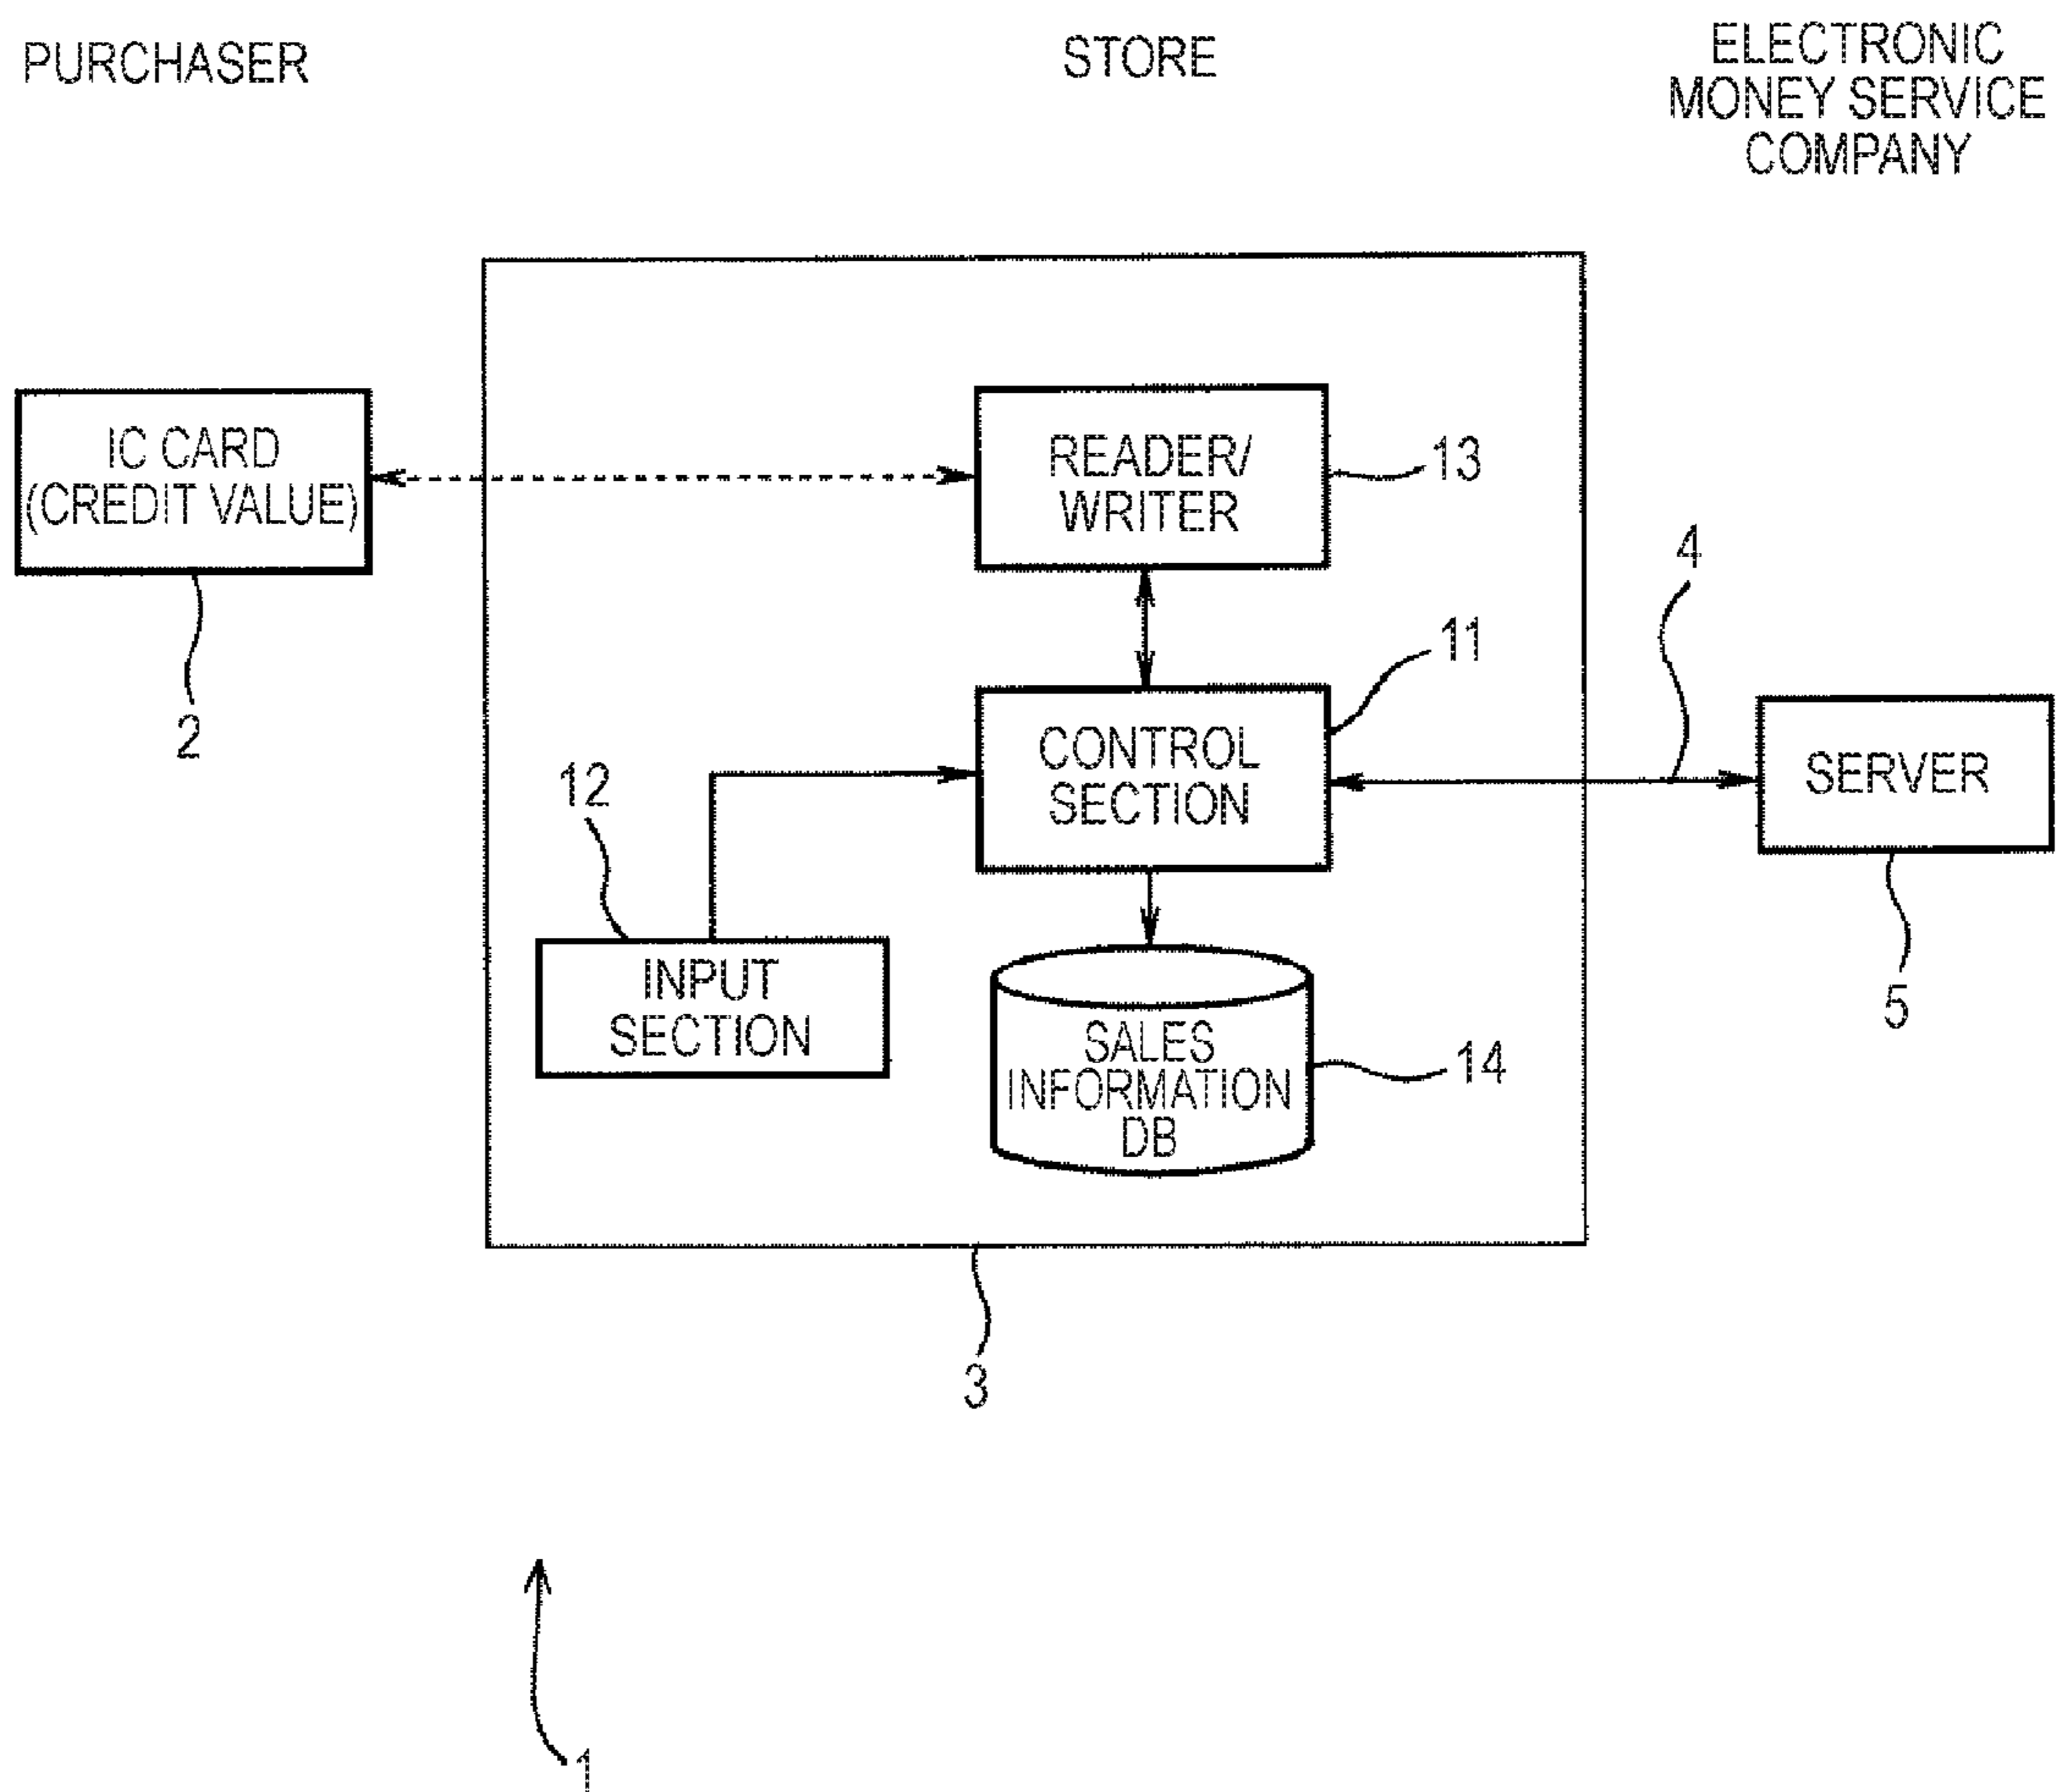 PURCHASER
STORE
ELECTRONIC
MONEY SERVICE
COMPANY
IC CARD
(CREDIT VALUE)
2
READER/
WRITER
13
4
11
CONTROL
SECTION
SERVER
5
12
INPUT
SECTION
SALES
INFORMATION
DB
14
3
1